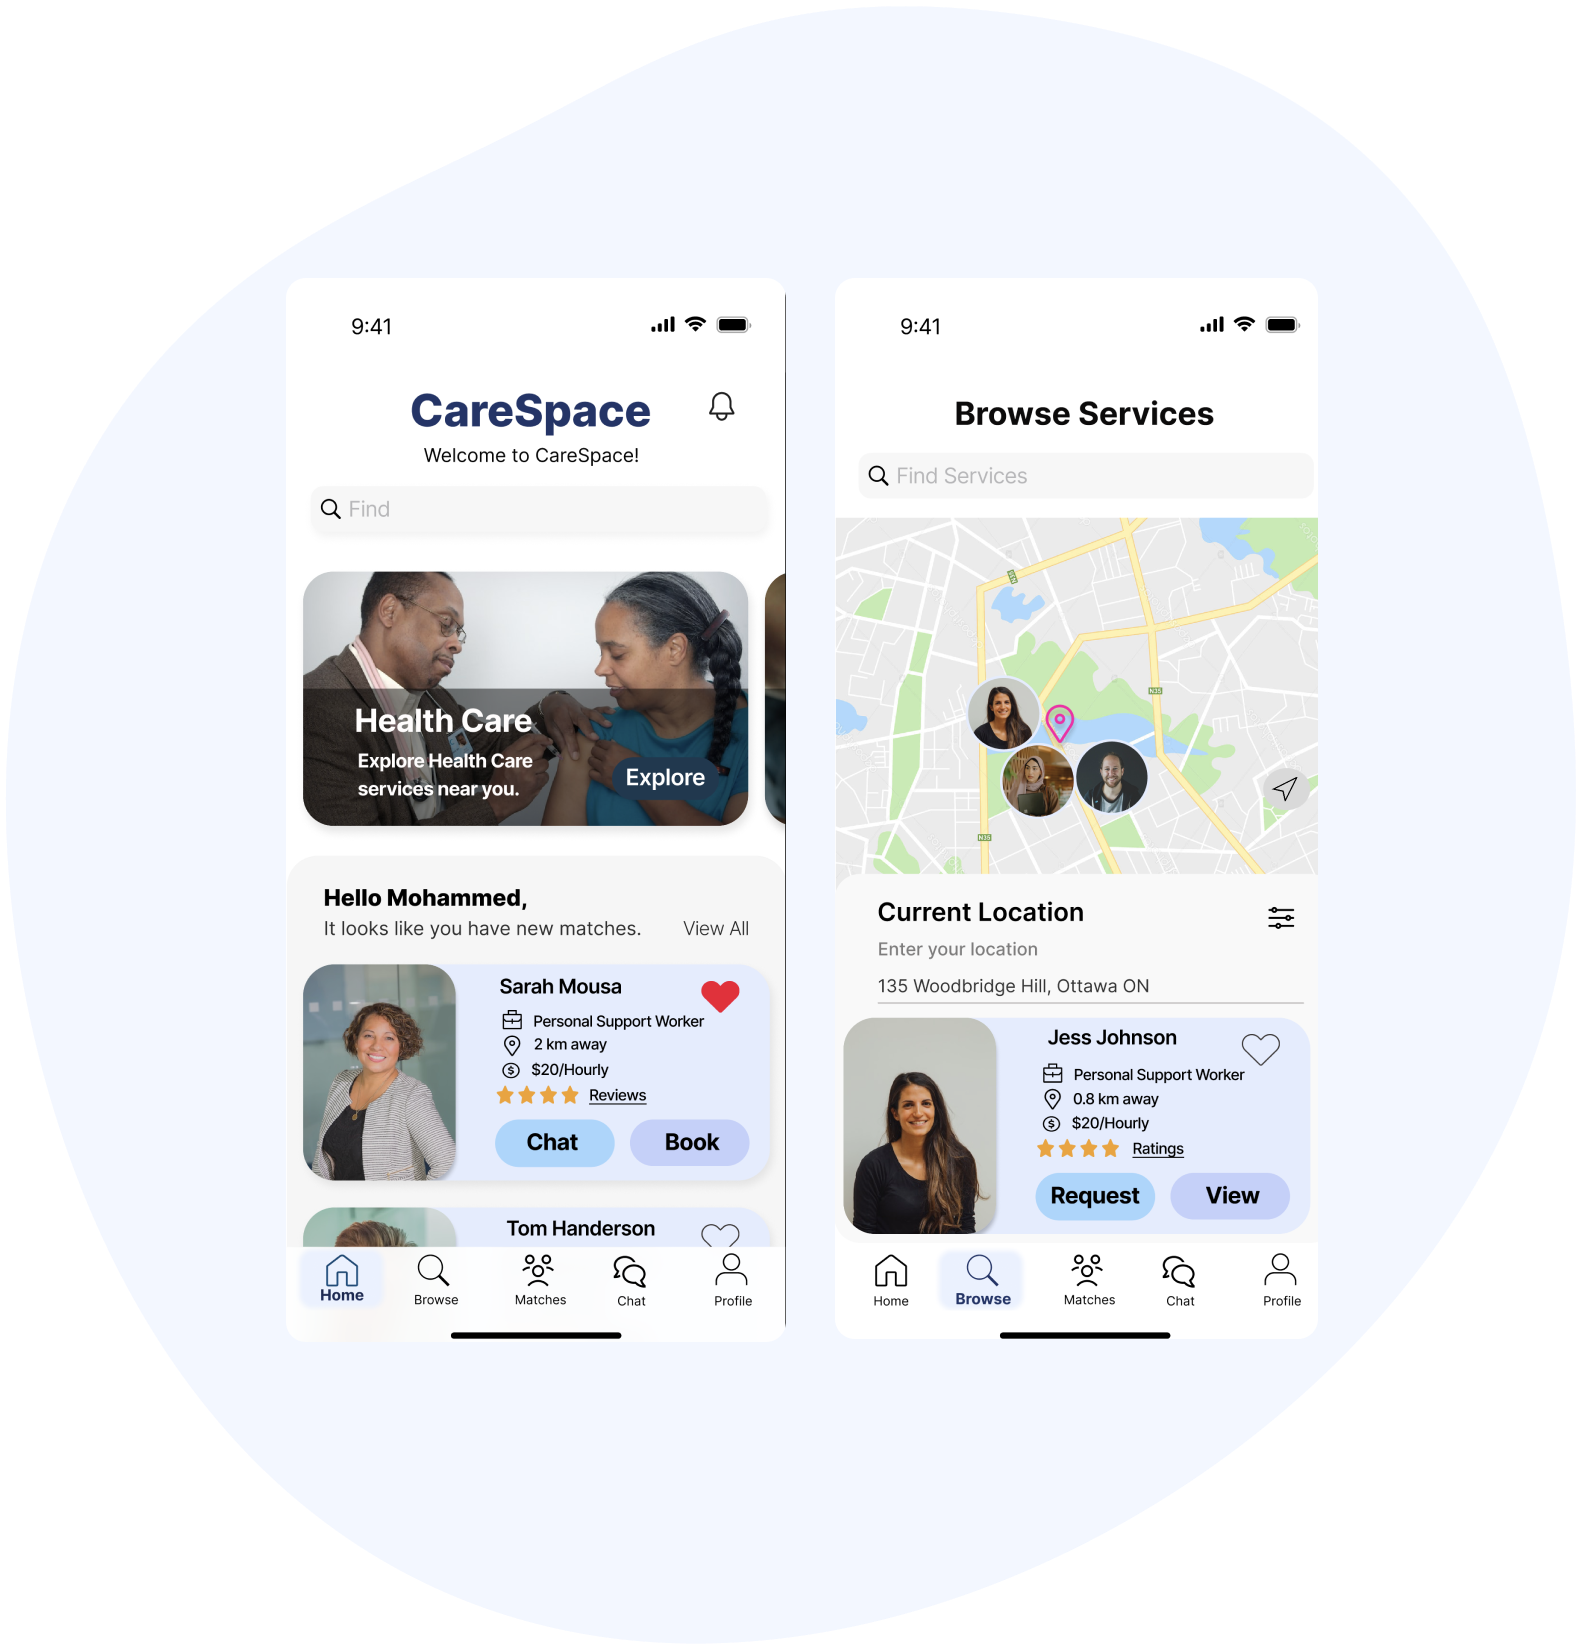 9:41
CareSpace
Welcome to CareSpace!
Find
Health Care
Explore Health Care
services near you.
Explore
Hello Mohammed,
It looks like you have new matches.
View All
Sarah Mousa
Personal Support Worker
2 km away
$20/Hourly
Reviews
Chat
Book
Tom Handerson
Home
Browse
Matches
Chat
Profile
9:41
Browse Services
Find Services
N35
Current Location
Enter your location
135 Woodbridge Hill, Ottawa ON
Jess Johnson
Personal Support Worker
0.8 km away
$20/Hourly
Ratings
Request
View
Home
Browse
Matches
Chat
Profile